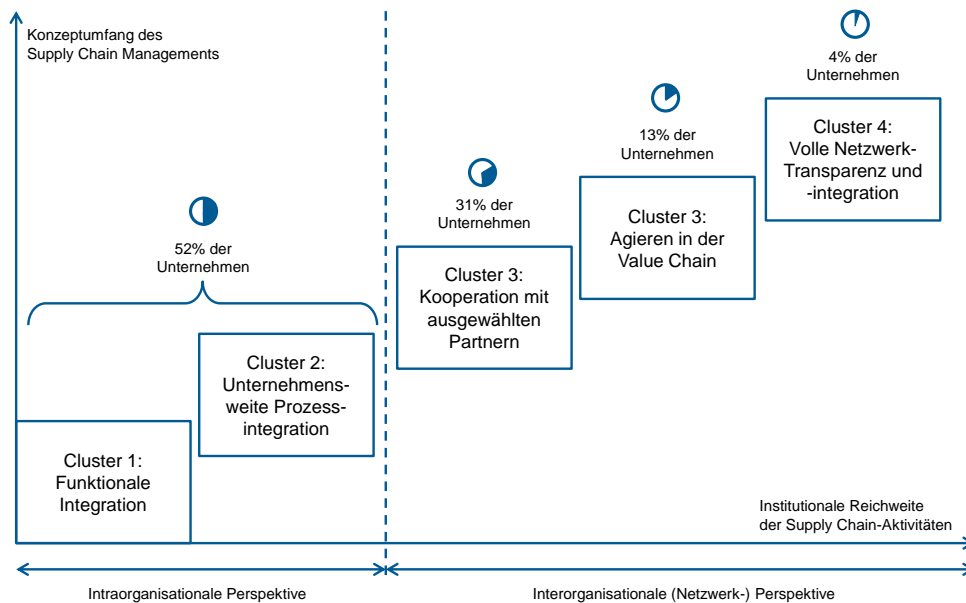 Konzeptumfang des
Supply Chain Managements
4% der
Unternehmen
Cluster 4:
Volle Netzwerk-
Transparenz und
-integration
13% der
Unternehmen
Cluster 3:
Agieren in der
Value Chain
31% der
Unternehmen
Cluster 3:
Kooperation mit
ausgewählten
Partnern
52% der
Unternehmen
Cluster 2:
Unternehmens-
weite Prozess-
integration
Cluster 1:
Funktionale
Integration
Institutionale Reichweite
der Supply Chain-Aktivitäten
Intraorganisationale Perspektive
Interorganisationale (Netzwerk-) Perspektive